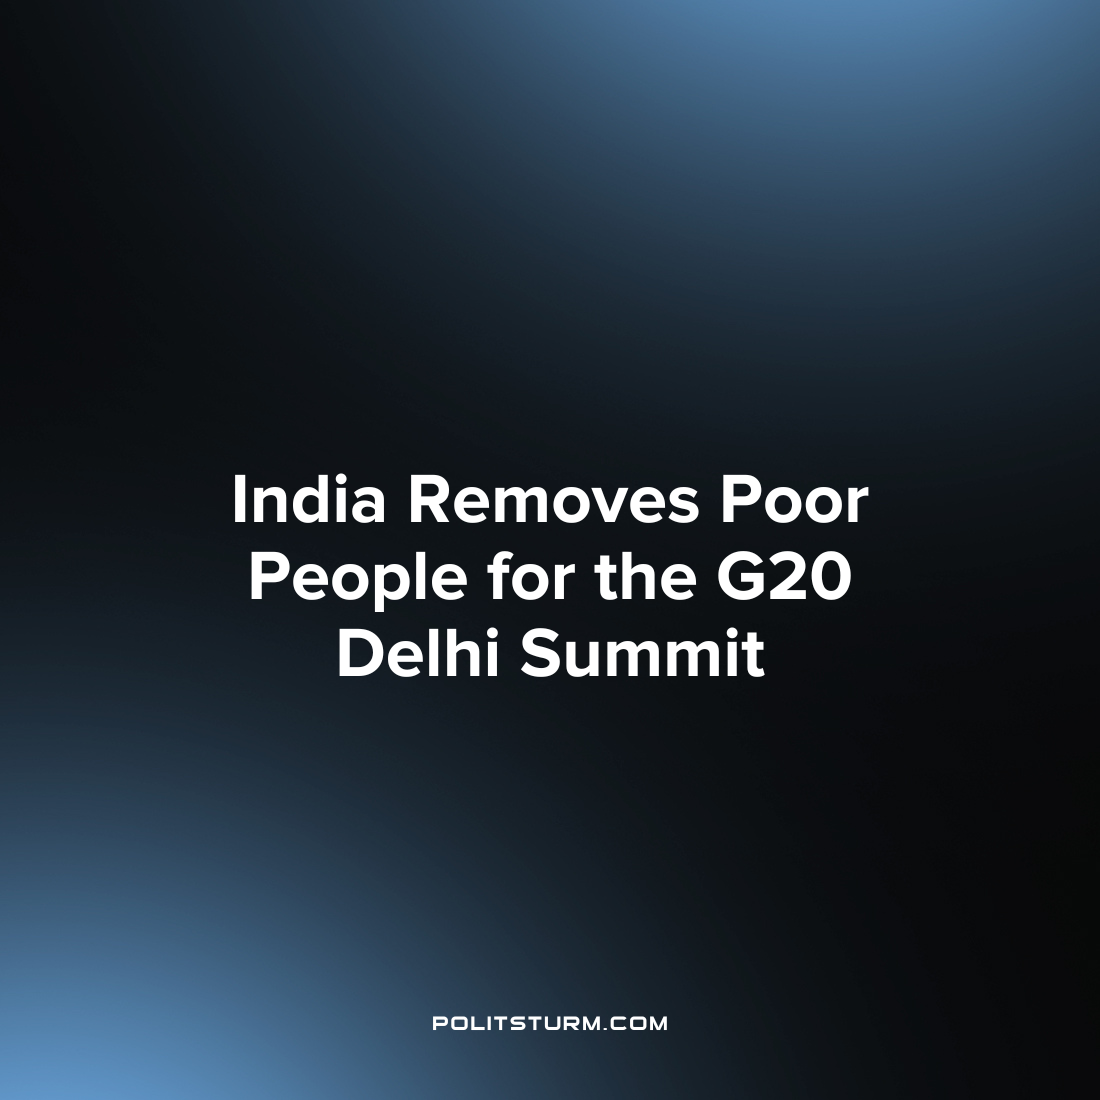 India Removes Poor
People for the G20
Delhi Summit
POLITSTURM.COM